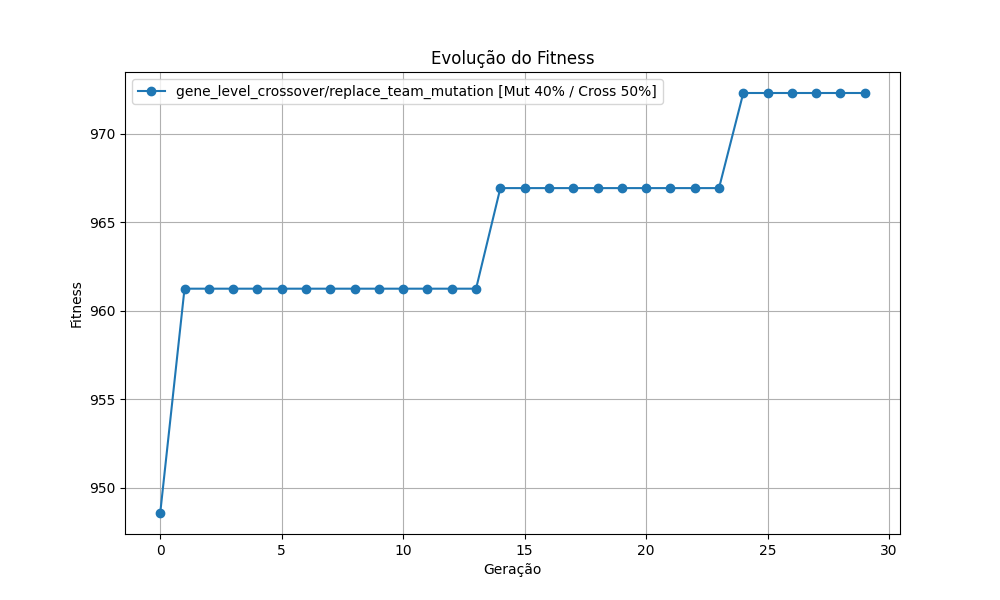 Evolução do Fitness
gene_level_crossover/replace_team_mutation [Mut 40% / Cross 50%]
970
965
960
955
950
Fitness
0 5 10 15 20 25 30
Geração